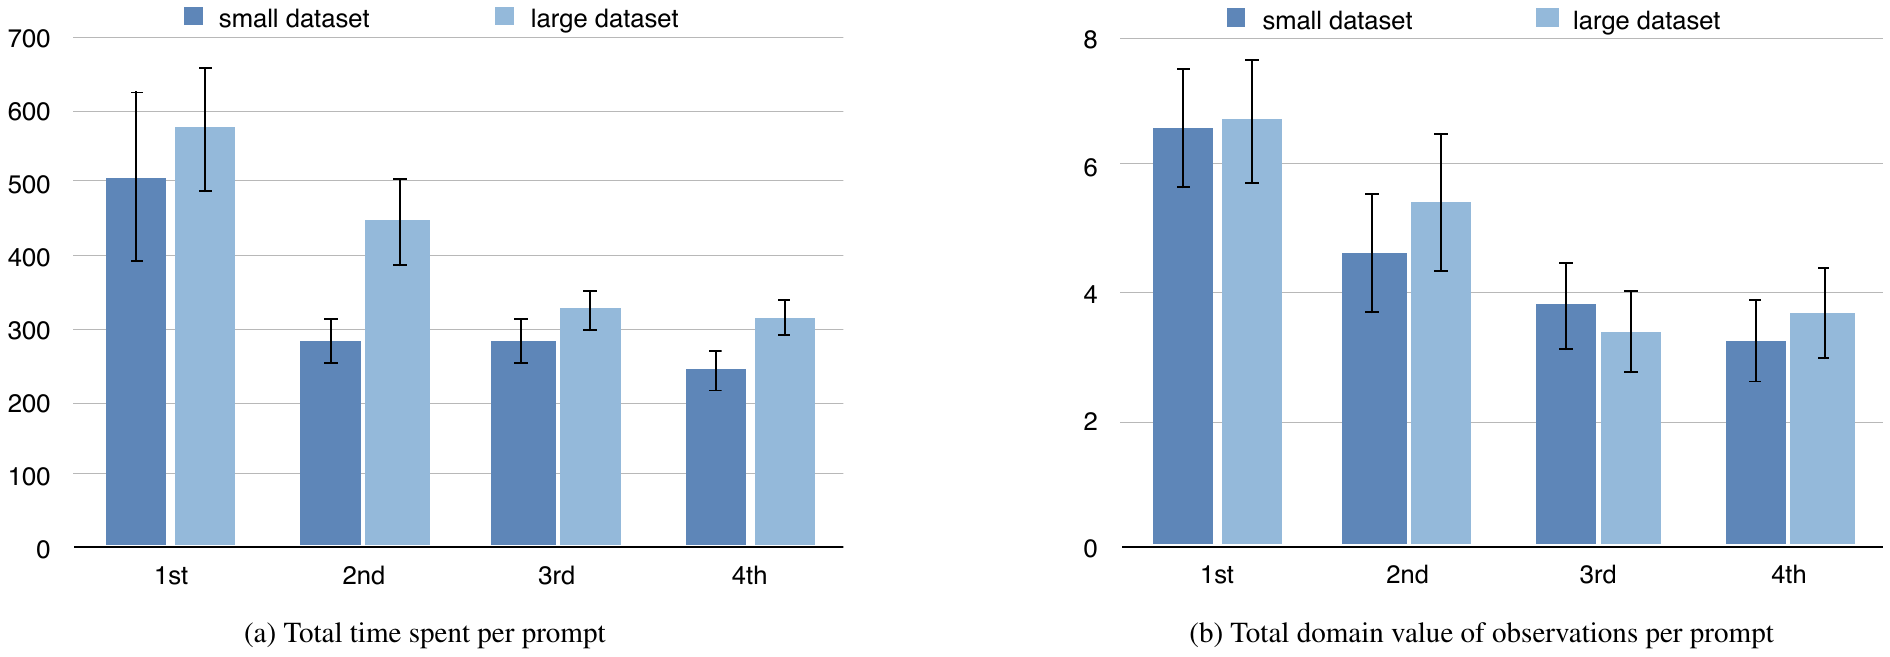 small dataset large dataset
700
600
500
400
300
200
100
0
1st 2nd 3rd 4th
(a) Total time spent per prompt
small dataset large dataset
8
6
4
2
0
1st 2nd 3rd 4th
(b) Total domain value of observations per prompt